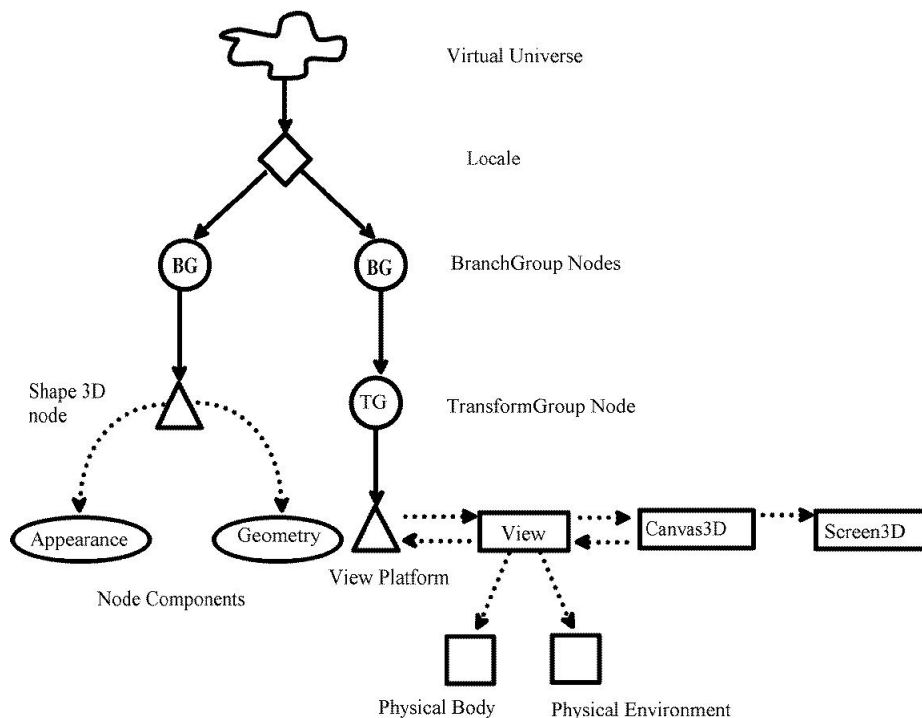 Virtual Universe
Locale
BG
BG
BranchGroup Nodes
Shape 3D
node
TG
TransformGroup Node
Appearance
Geometry
View
Canvas3D
Screen3D
View Platform
Node Components
Physical Body
Physical Environment